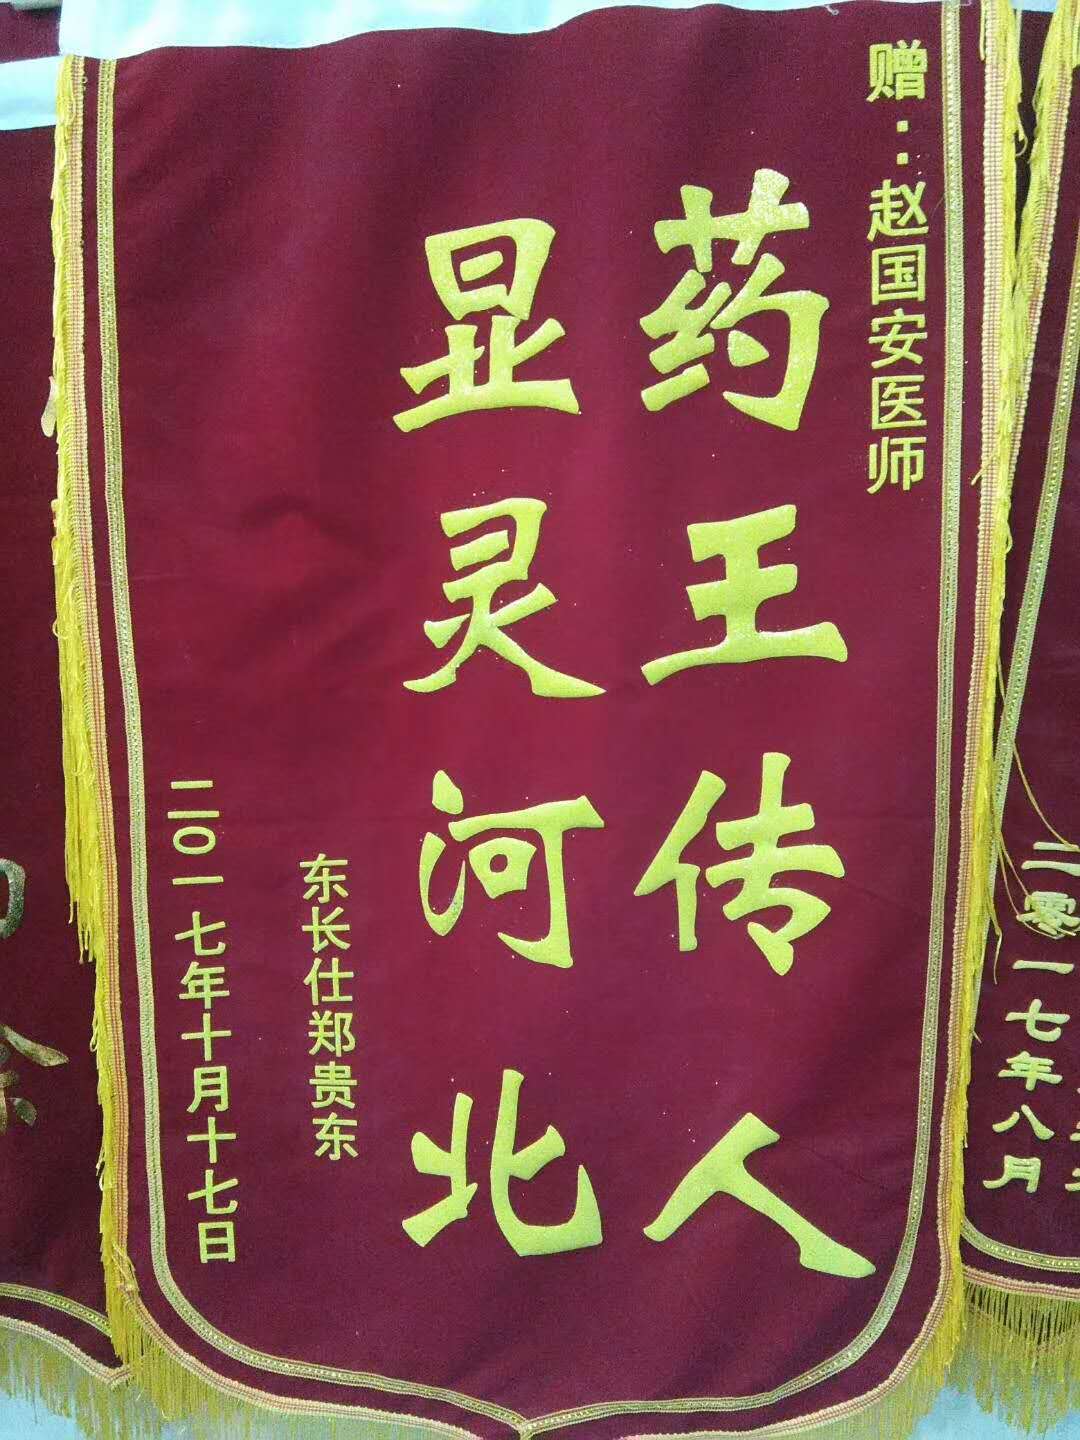 赠：赵国安医师
药王传人
显灵河北
东长仕郑贵东
二〇一七年十月十七日
二零一七年八月